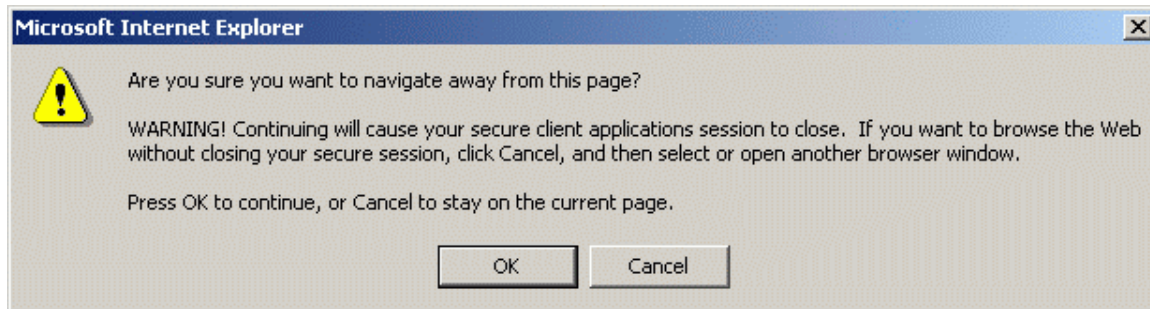 Microsoft Internet Explorer
Are you sure you want to navigate away from this page?
WARNING! Continuing will cause your secure client applications session to close.  If you want to browse the Web
without closing your secure session, click Cancel, and then select or open another browser window.
Press OK to continue, or Cancel to stay on the current page.
OK Cancel